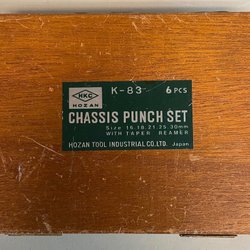 HKC
HOZAN
K-83 6 PCS
CHASSIS PUNCH SET
Size 16.18.21.25.30mm
WITH TAPER REAMER
HOZAN TOOL INDUSTRIAL CO.LTD. Japan